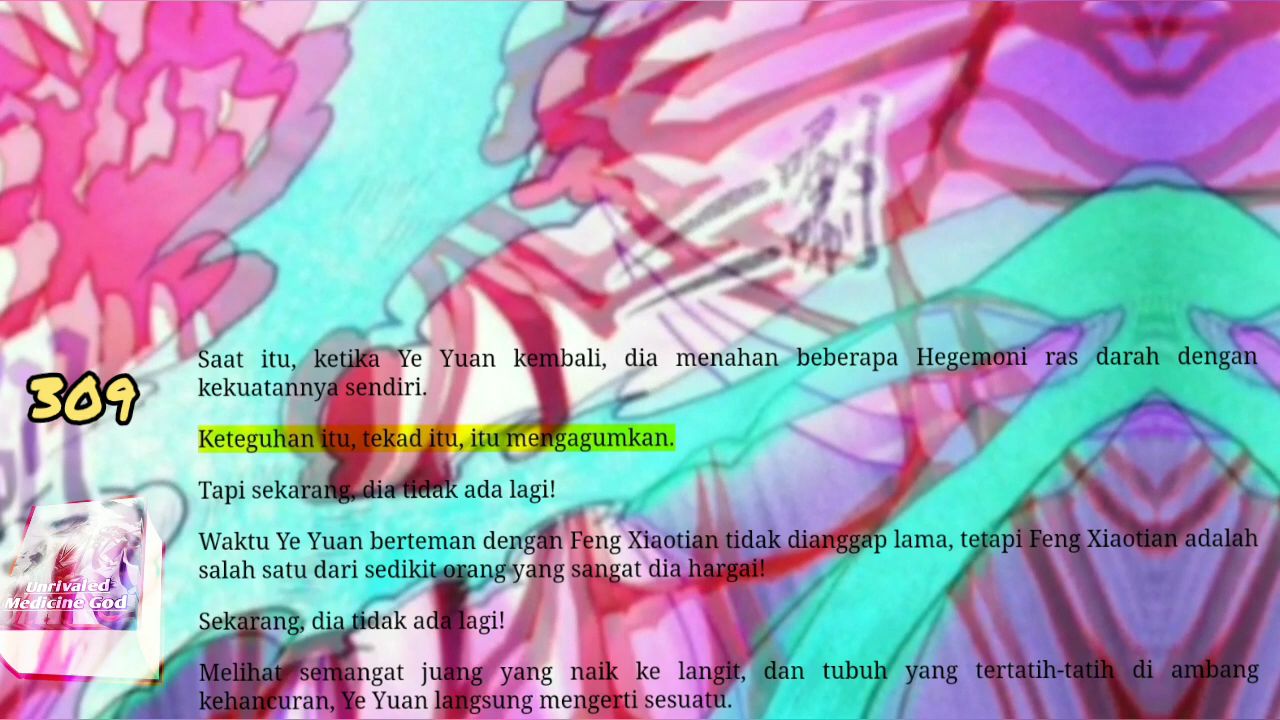 Saat itu, ketika Ye Yuan kembali, dia menahan beberapa Hegemoni ras darah dengan
kekuatannya sendiri.
309
Keteguhan itu, tekad itu, itu mengagumkan.
Tapi sekarang, dia tidak ada lagi!
Waktu Ye Yuan berteman dengan Feng Xiaotian tidak dianggap lama, tetapi Feng Xiaotian adalah
salah satu dari sedikit orang yang sangat dia hargai!
Unrivaled
Medicine God
Sekarang, dia tidak ada lagi!
Melihat semangat juang yang naik ke langit, dan tubuh yang tertatih-tatih di ambang
kehancuran, Ye Yuan langsung mengerti sesuatu.